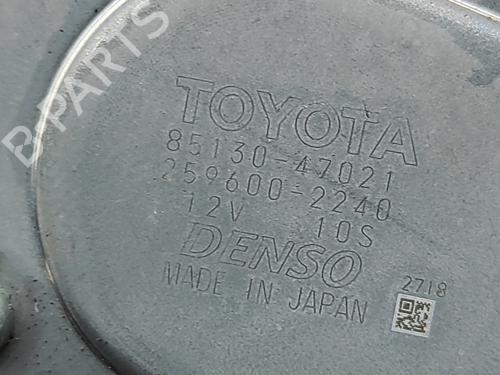 B-PARTS
TOYOTA
85130-47021
259600-2240
12V 10S
DENSO
MADE IN JAPAN
2718